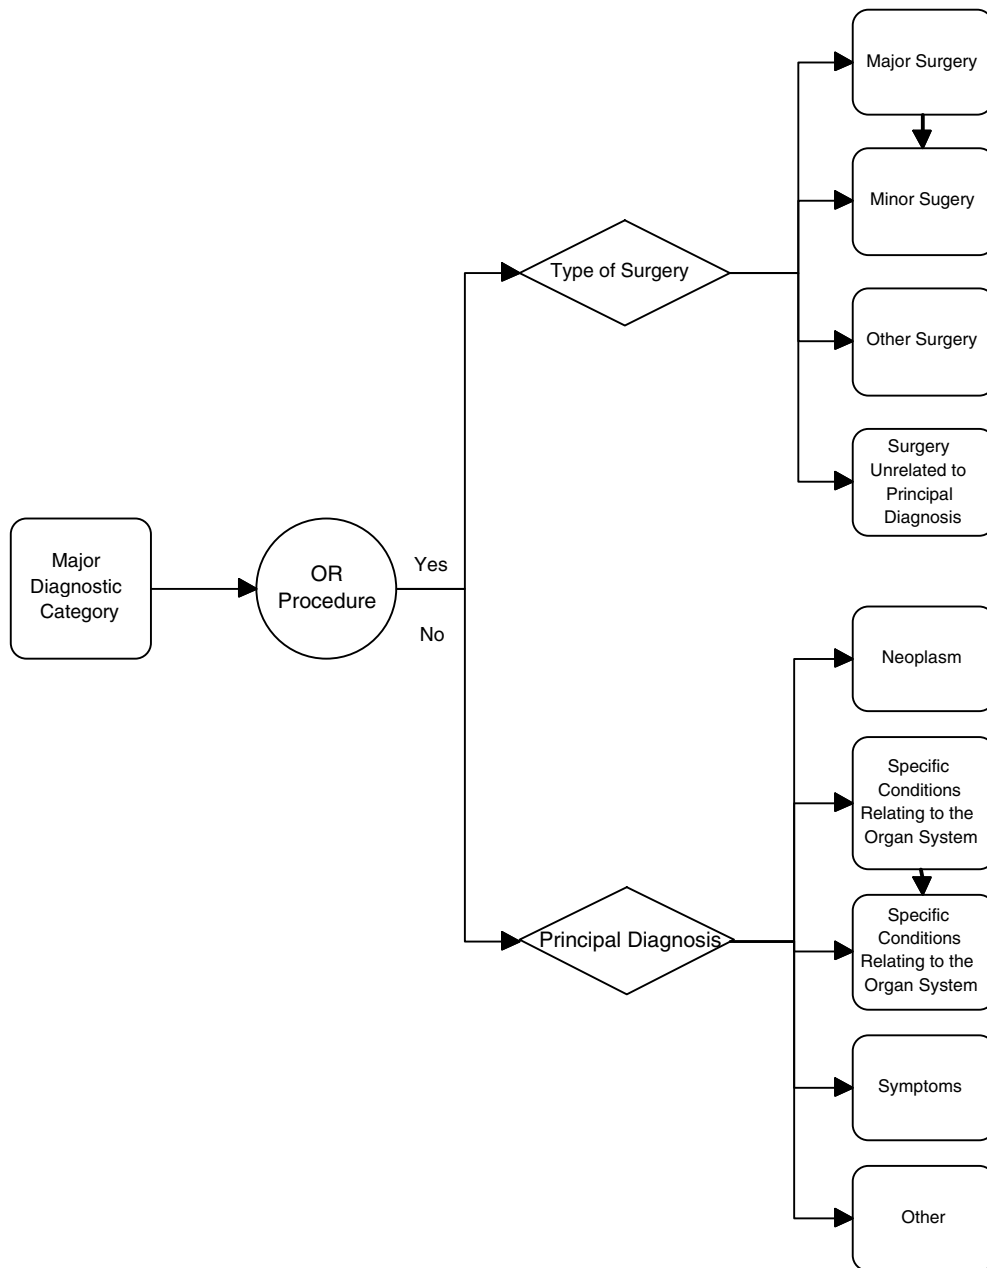 Major Surgery
Minor Sugery
Type of Surgery
Other Surgery
Surgery
Unrelated to
Principal
Diagnosis
Major
Diagnostic
Category
OR
Procedure
Yes
No
Neoplasm
Specific
Conditions
Relating to the
Organ System
Principal Diagnosis
Specific
Conditions
Relating to the
Organ System
Symptoms
Other